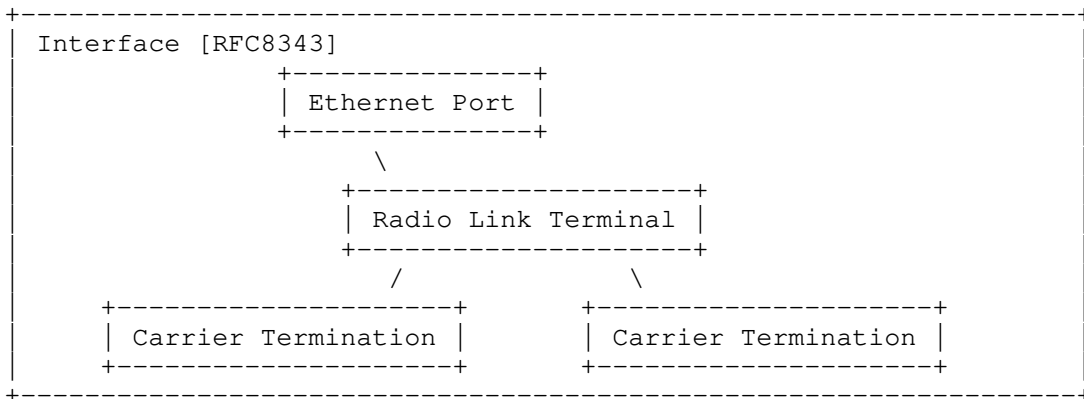 Interface [RFC8343]
Ethernet Port
Radio Link Terminal
Carrier Termination Carrier Termination